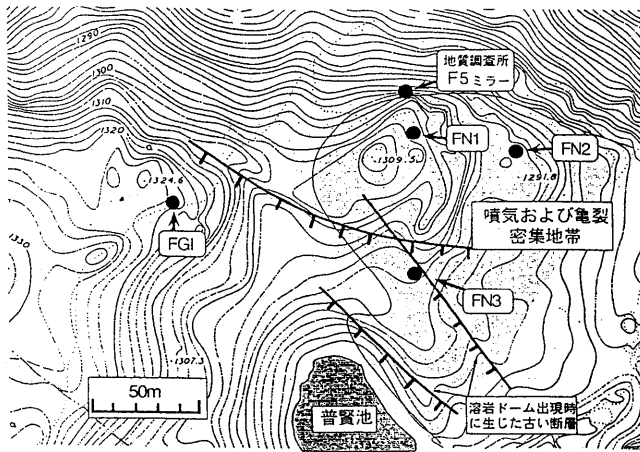 1290
1300
1310
1320
1324.6
1330
1307.3
1309.5
1291.8
地質調査所
F5ミラー
FN1
FN2
FGI
噴気および亀裂
密集地帯
FN3
50m
普賢池
溶岩ドーム出現時
に生じた古い断層